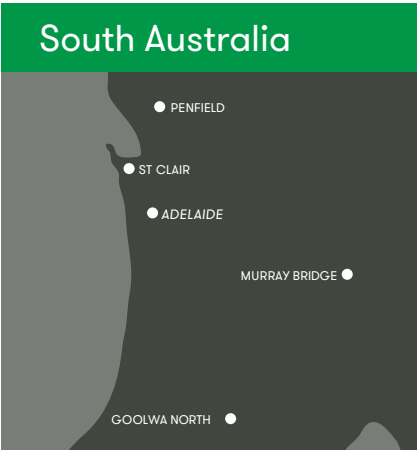 South Australia
PENFIELD
ST CLAIR
ADELAIDE
MURRAY BRIDGE
GOOLWA NORTH